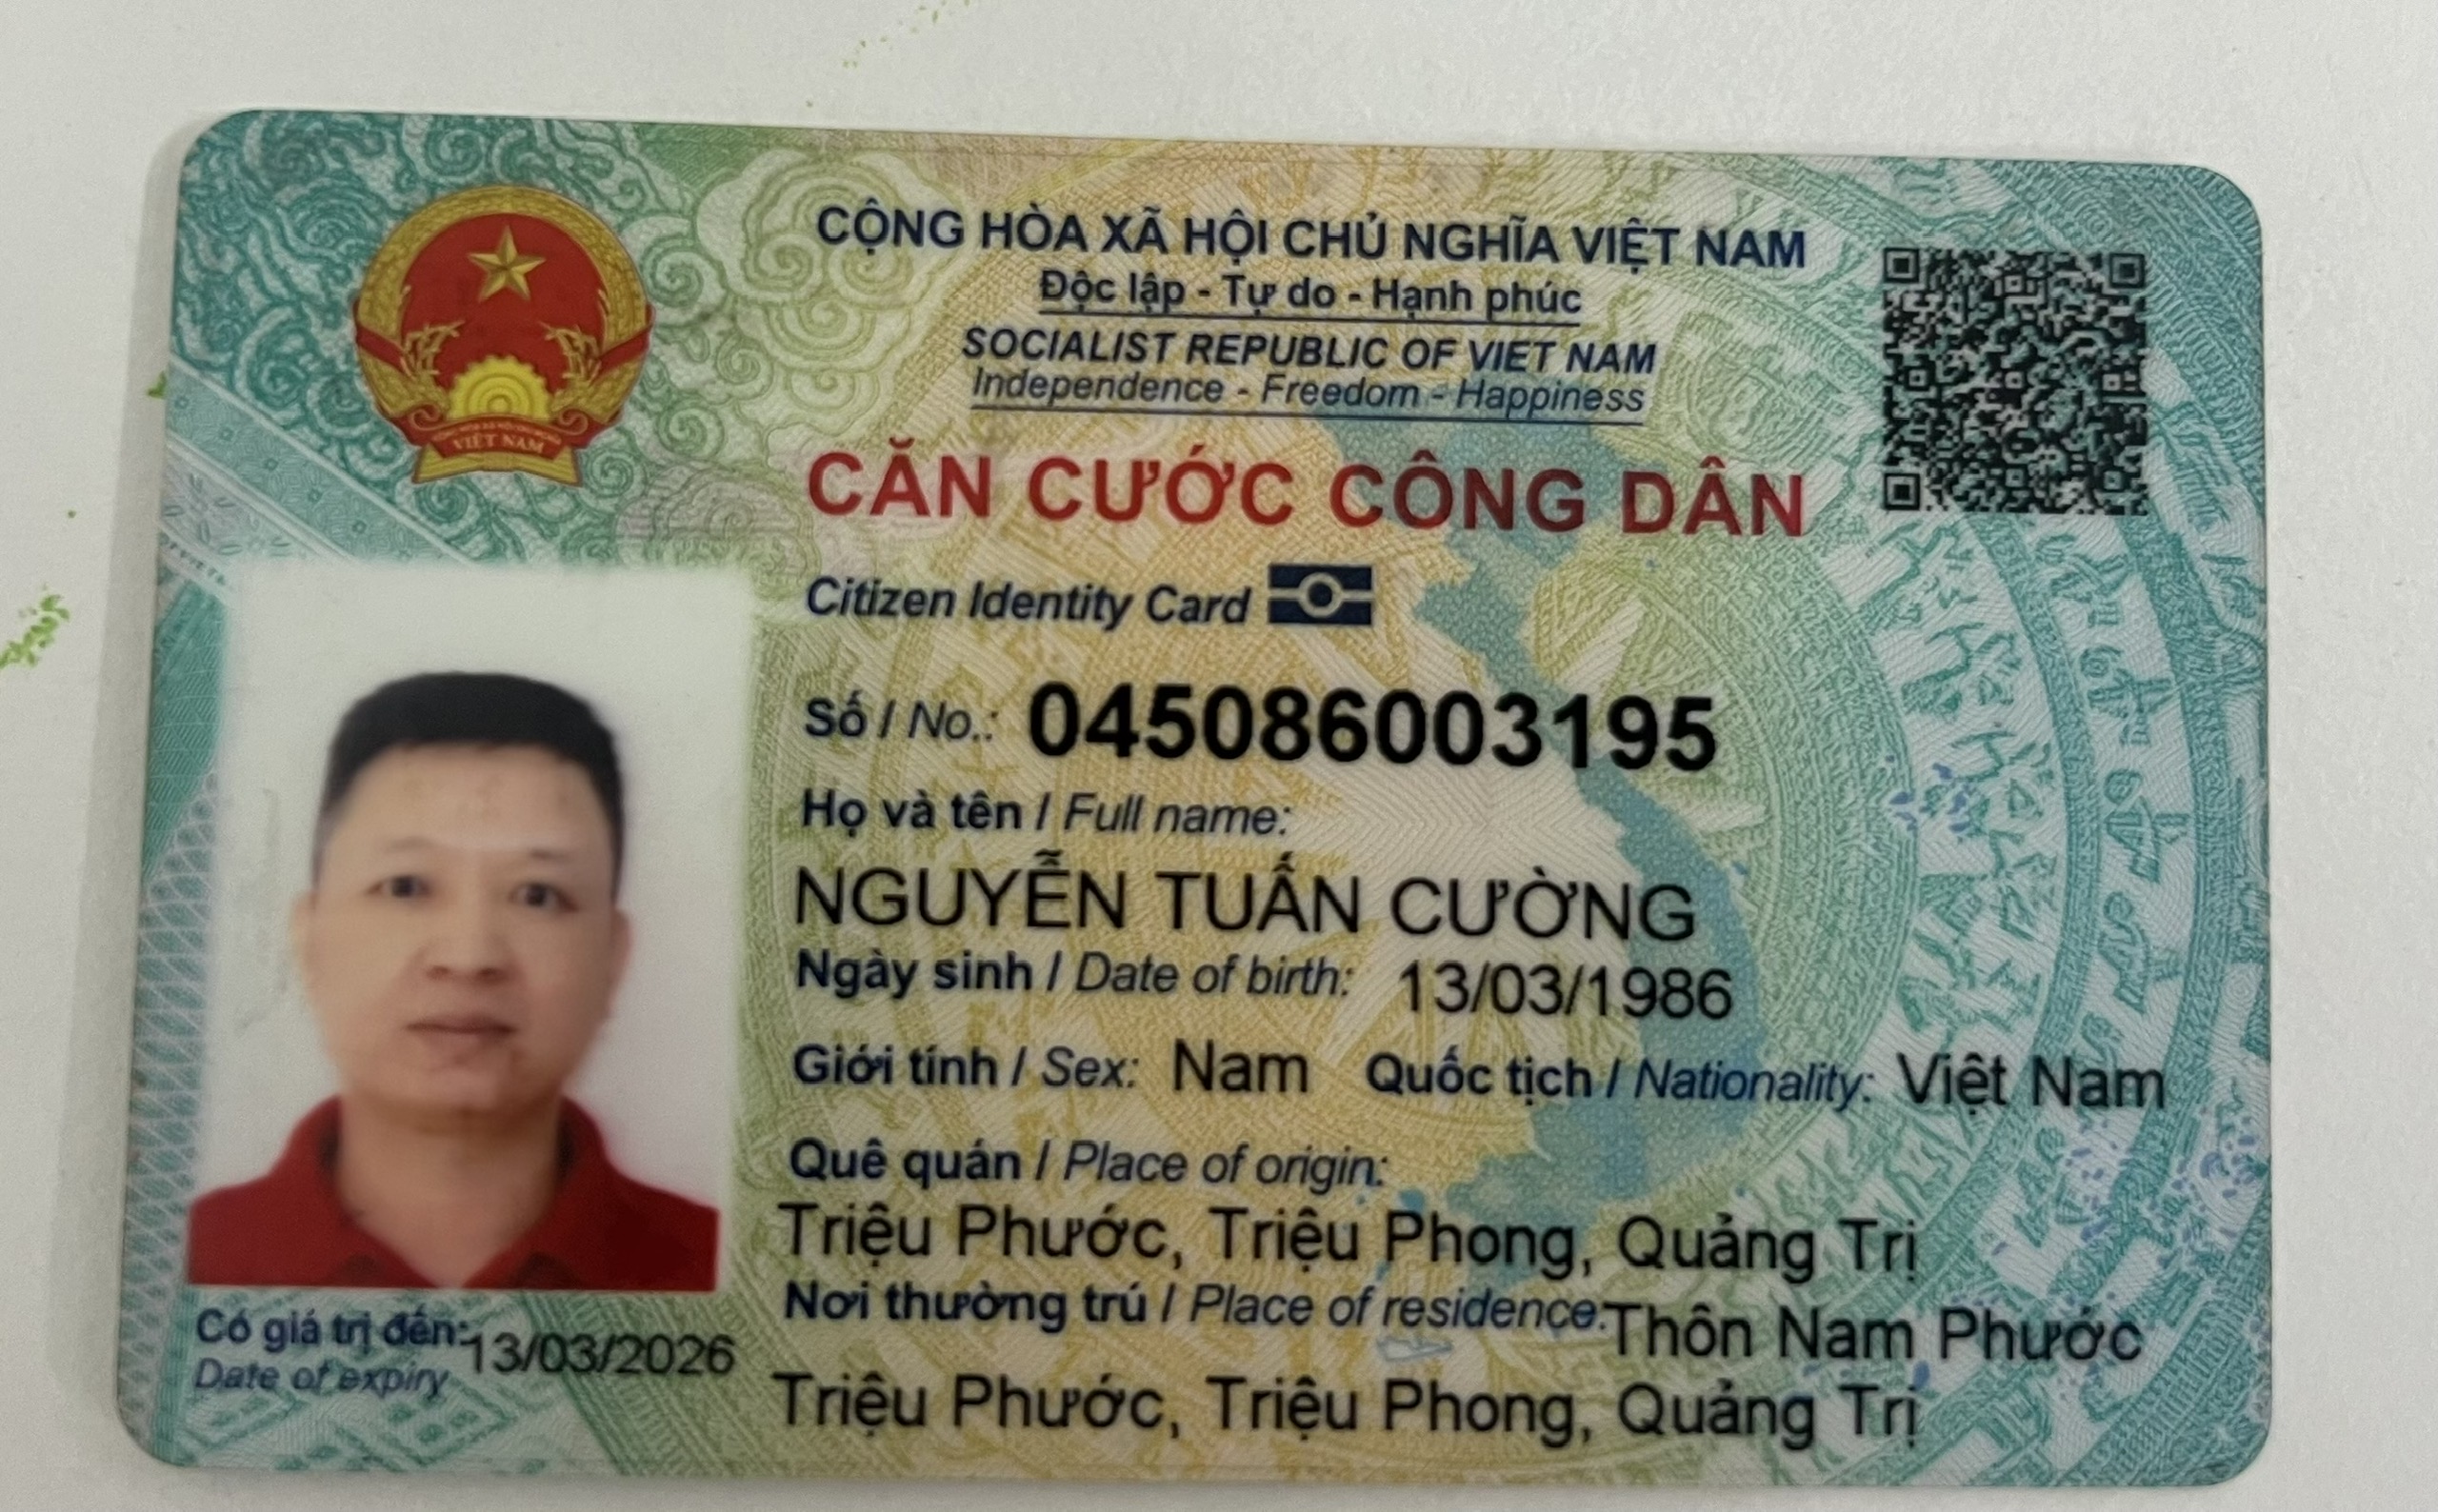 CỘNG HÒA XÃ HỘI CHỦ NGHĨA VIỆT NAM
Độc lập - Tự do - Hạnh phúc
SOCIALIST REPUBLIC OF VIET NAM
Independence - Freedom - Happiness
VIỆT NAM
CĂN CƯỚC CÔNG DÂN
Citizen Identity Card
Số / No.: 045086003195
Họ và tên / Full name:
NGUYỄN TUẤN CƯỜNG
Ngày sinh / Date of birth: 13/03/1986
Giới tính / Sex: Nam Quốc tịch / Nationality: Việt Nam
Quê quán / Place of origin:
Triệu Phước, Triệu Phong, Quảng Trị
Nơi thường trú / Place of residence: Thôn Nam Phước
Triệu Phước, Triệu Phong, Quảng Trị
Có giá trị đến: 13/03/2026
Date of expiry